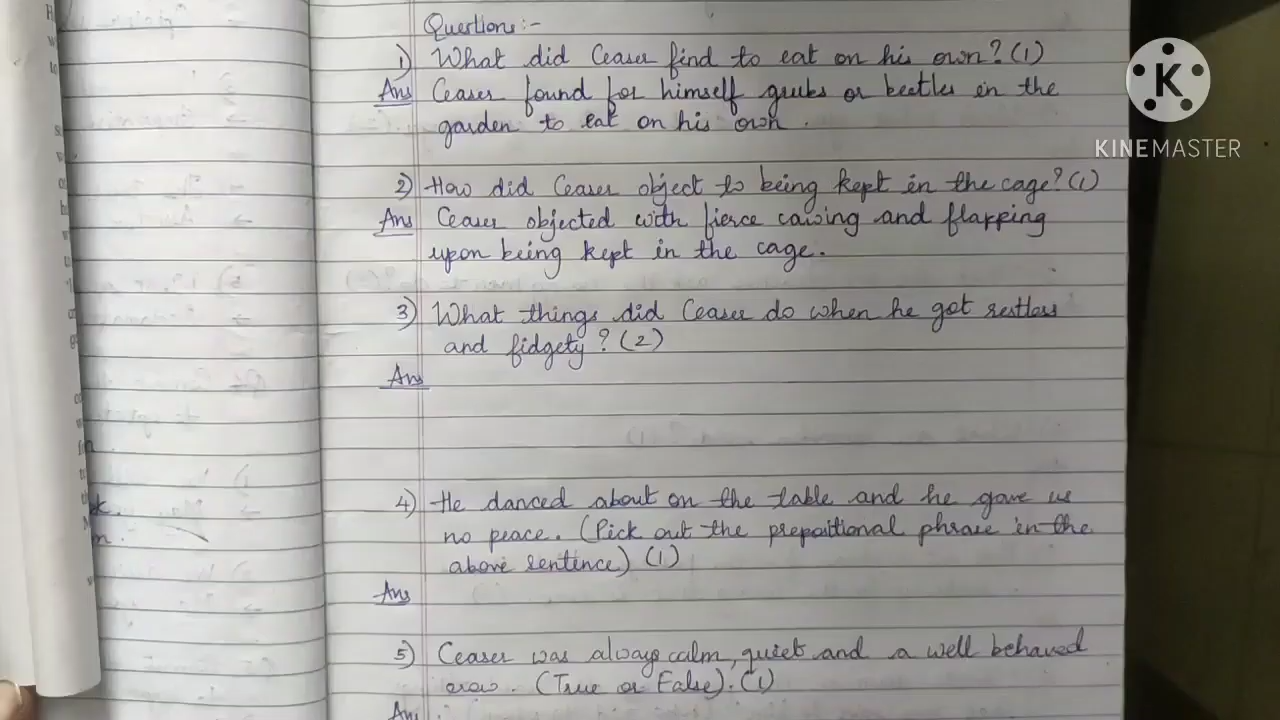 Questions:-
1) What did Ceaser find to eat on his own? (1)
Ans Ceaser found for himself grubs or beetles in the
garden to eat on his own.
2) How did Ceaser object to being kept in the cage? (1)
Ans Ceaser objected with fierce cawing and flapping
upon being kept in the cage.
3) What things did Ceaser do when he got restless
and fidgety? (2)
Ans
4) He danced about on the table and he gave us
no peace. (Pick out the prepositional phrase in the
above sentence) (1)
Ans
5) Ceaser was always calm, quiet and a well behaved
crow. (True or False). (1)
Ans.
K
KINEMASTER